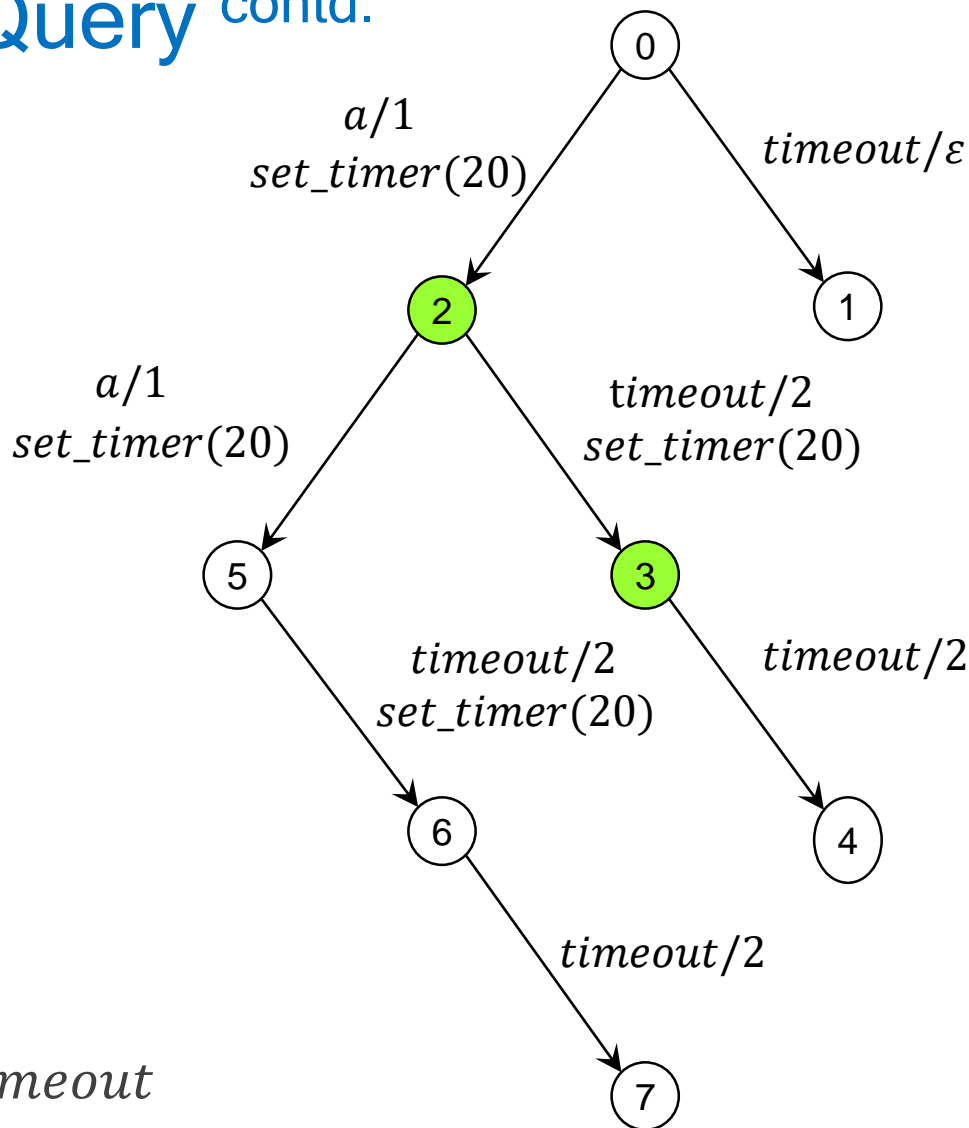 Query contd.
0
a/1
set_timer(20)
timeout/ε
2
1
a/1
set_timer(20)
timeout/2
set_timer(20)
5
3
timeout/2
set_timer(20)
timeout/2
6
4
timeout/2
meout
7